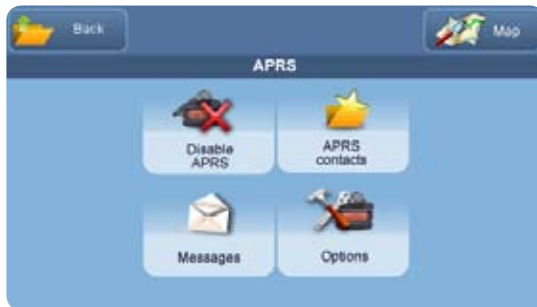 Back
Map
APRS
Disable
APRS
APRS
contacts
Messages
Options